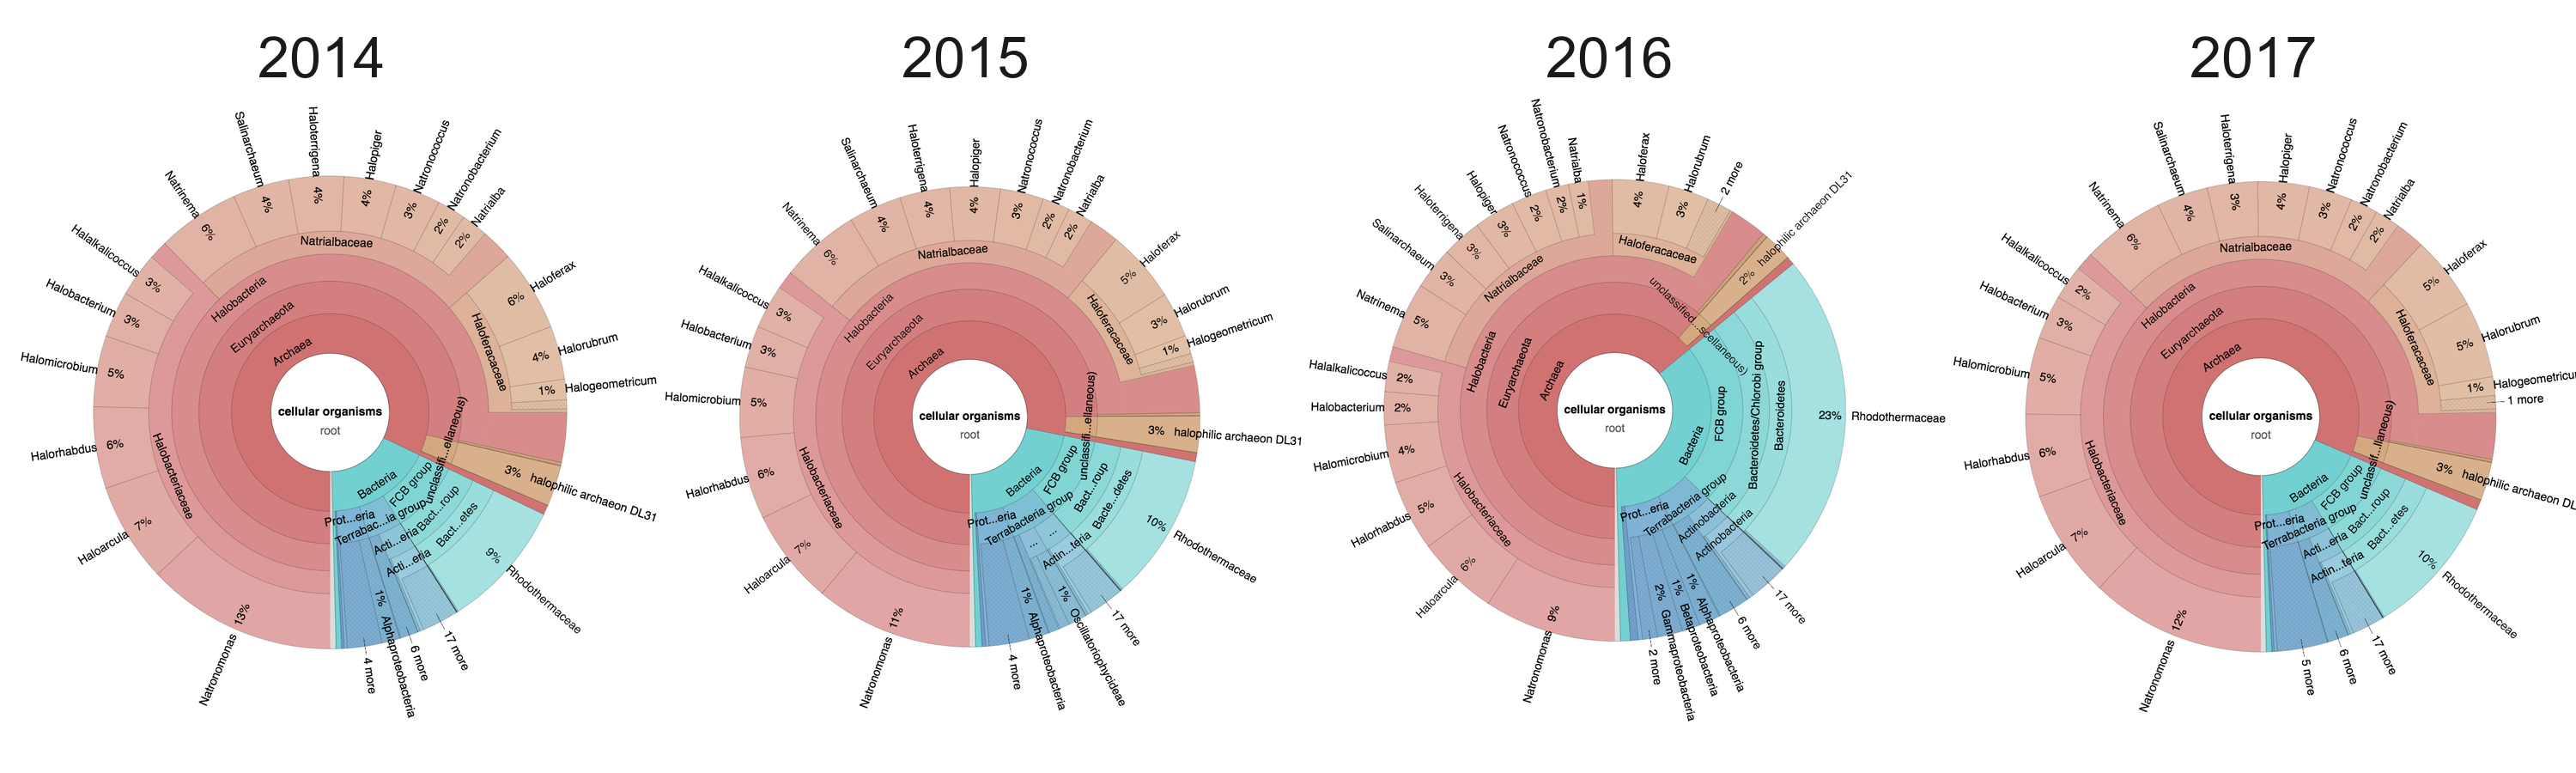 2014
2015
2016
2017
Natrinema
Salinarchaeum
Haloterrigena
Halopiger
Natronococcus
Natronobacterium
Natrialba
Haloferax
Halorubrum
Halogeometricum
halophilic archaeon DL31
Rhodothermaceae
17 more
6 more
Alphaproteobacteria
4 more
Natronomonas
Haloarcula
Halorhabdus
Halomicrobium
Halobacterium
Halalkalicoccus
6%
4%
4%
4%
3%
2%
2%
6%
4%
1%
3%
9%
1%
13%
7%
6%
5%
3%
3%
Natrialbaceae
Haloferacaceae
Halobacteria
Euryarchaeota
Archaea
Halobacteriaceae
cellular organisms
root
unclassifi...ellaneous)
Bacteria
FCB group
Bact...roup
Bact...etes
Prot...eria
Terrabac...ia group
Acti...eria
Acti...eria
Natrinema
Salinarchaeum
Haloterrigena
Halopiger
Natronococcus
Natronobacterium
Natrialba
Haloferax
Halorubrum
Halogeometricum
halophilic archaeon DL31
Rhodothermaceae
17 more
Oscillatoriophycideae
Alphaproteobacteria
4 more
Natronomonas
Haloarcula
Halorhabdus
Halomicrobium
Halobacterium
Halalkalicoccus
6%
4%
4%
4%
3%
2%
2%
5%
3%
1%
3%
10%
1%
1%
11%
7%
6%
5%
3%
3%
Natrialbaceae
Haloferacaceae
Halobacteria
Euryarchaeota
Archaea
Halobacteriaceae
cellular organisms
root
unclassifi...ellaneous)
Bacteria
FCB group
Bact...roup
Bacte...detes
Prot...eria
Terrabacteria group
...
...
Actin...teria
Natrinema
Salinarchaeum
Haloterrigena
Halopiger
Natronococcus
Natronobacterium
Natrialba
Haloferax
Halorubrum
2 more
halophilic archaeon DL31
Rhodothermaceae
17 more
6 more
Alphaproteobacteria
Betaproteobacteria
Gammaproteobacteria
2 more
Natronomonas
Haloarcula
Halorhabdus
Halomicrobium
Halobacterium
Halalkalicoccus
5%
3%
3%
3%
2%
2%
1%
4%
3%
2%
23%
1%
1%
2%
9%
6%
5%
4%
2%
2%
Natrialbaceae
Haloferacaceae
Halobacteria
Euryarchaeota
Archaea
Halobacteriaceae
cellular organisms
root
unclassified...scellaneous)
Bacteria
FCB group
Bacteroidetes/Chlorobi group
Bacteroidetes
Prot...eria
Terrabacteria group
Actinobacteria
Actinobacteria
Natrinema
Salinarchaeum
Haloterrigena
Halopiger
Natronococcus
Natronobacterium
Natrialba
Haloferax
Halorubrum
Halogeometricu
1 more
halophilic archaeon DL
Rhodothermaceae
17 more
6 more
5 more
Natronomonas
Haloarcula
Halorhabdus
Halomicrobium
Halobacterium
Halalkalicoccus
6%
4%
3%
4%
3%
2%
2%
5%
5%
1%
3%
10%
12%
7%
6%
5%
3%
2%
Natrialbaceae
Haloferacaceae
Halobacteria
Euryarchaeota
Archaea
Halobacteriaceae
cellular organisms
root
unclassif...llaneous)
Bacteria
FCB group
Bact...roup
Bact...etes
Prot...eria
Terrabacteria group
Acti...eria
Actin...teria